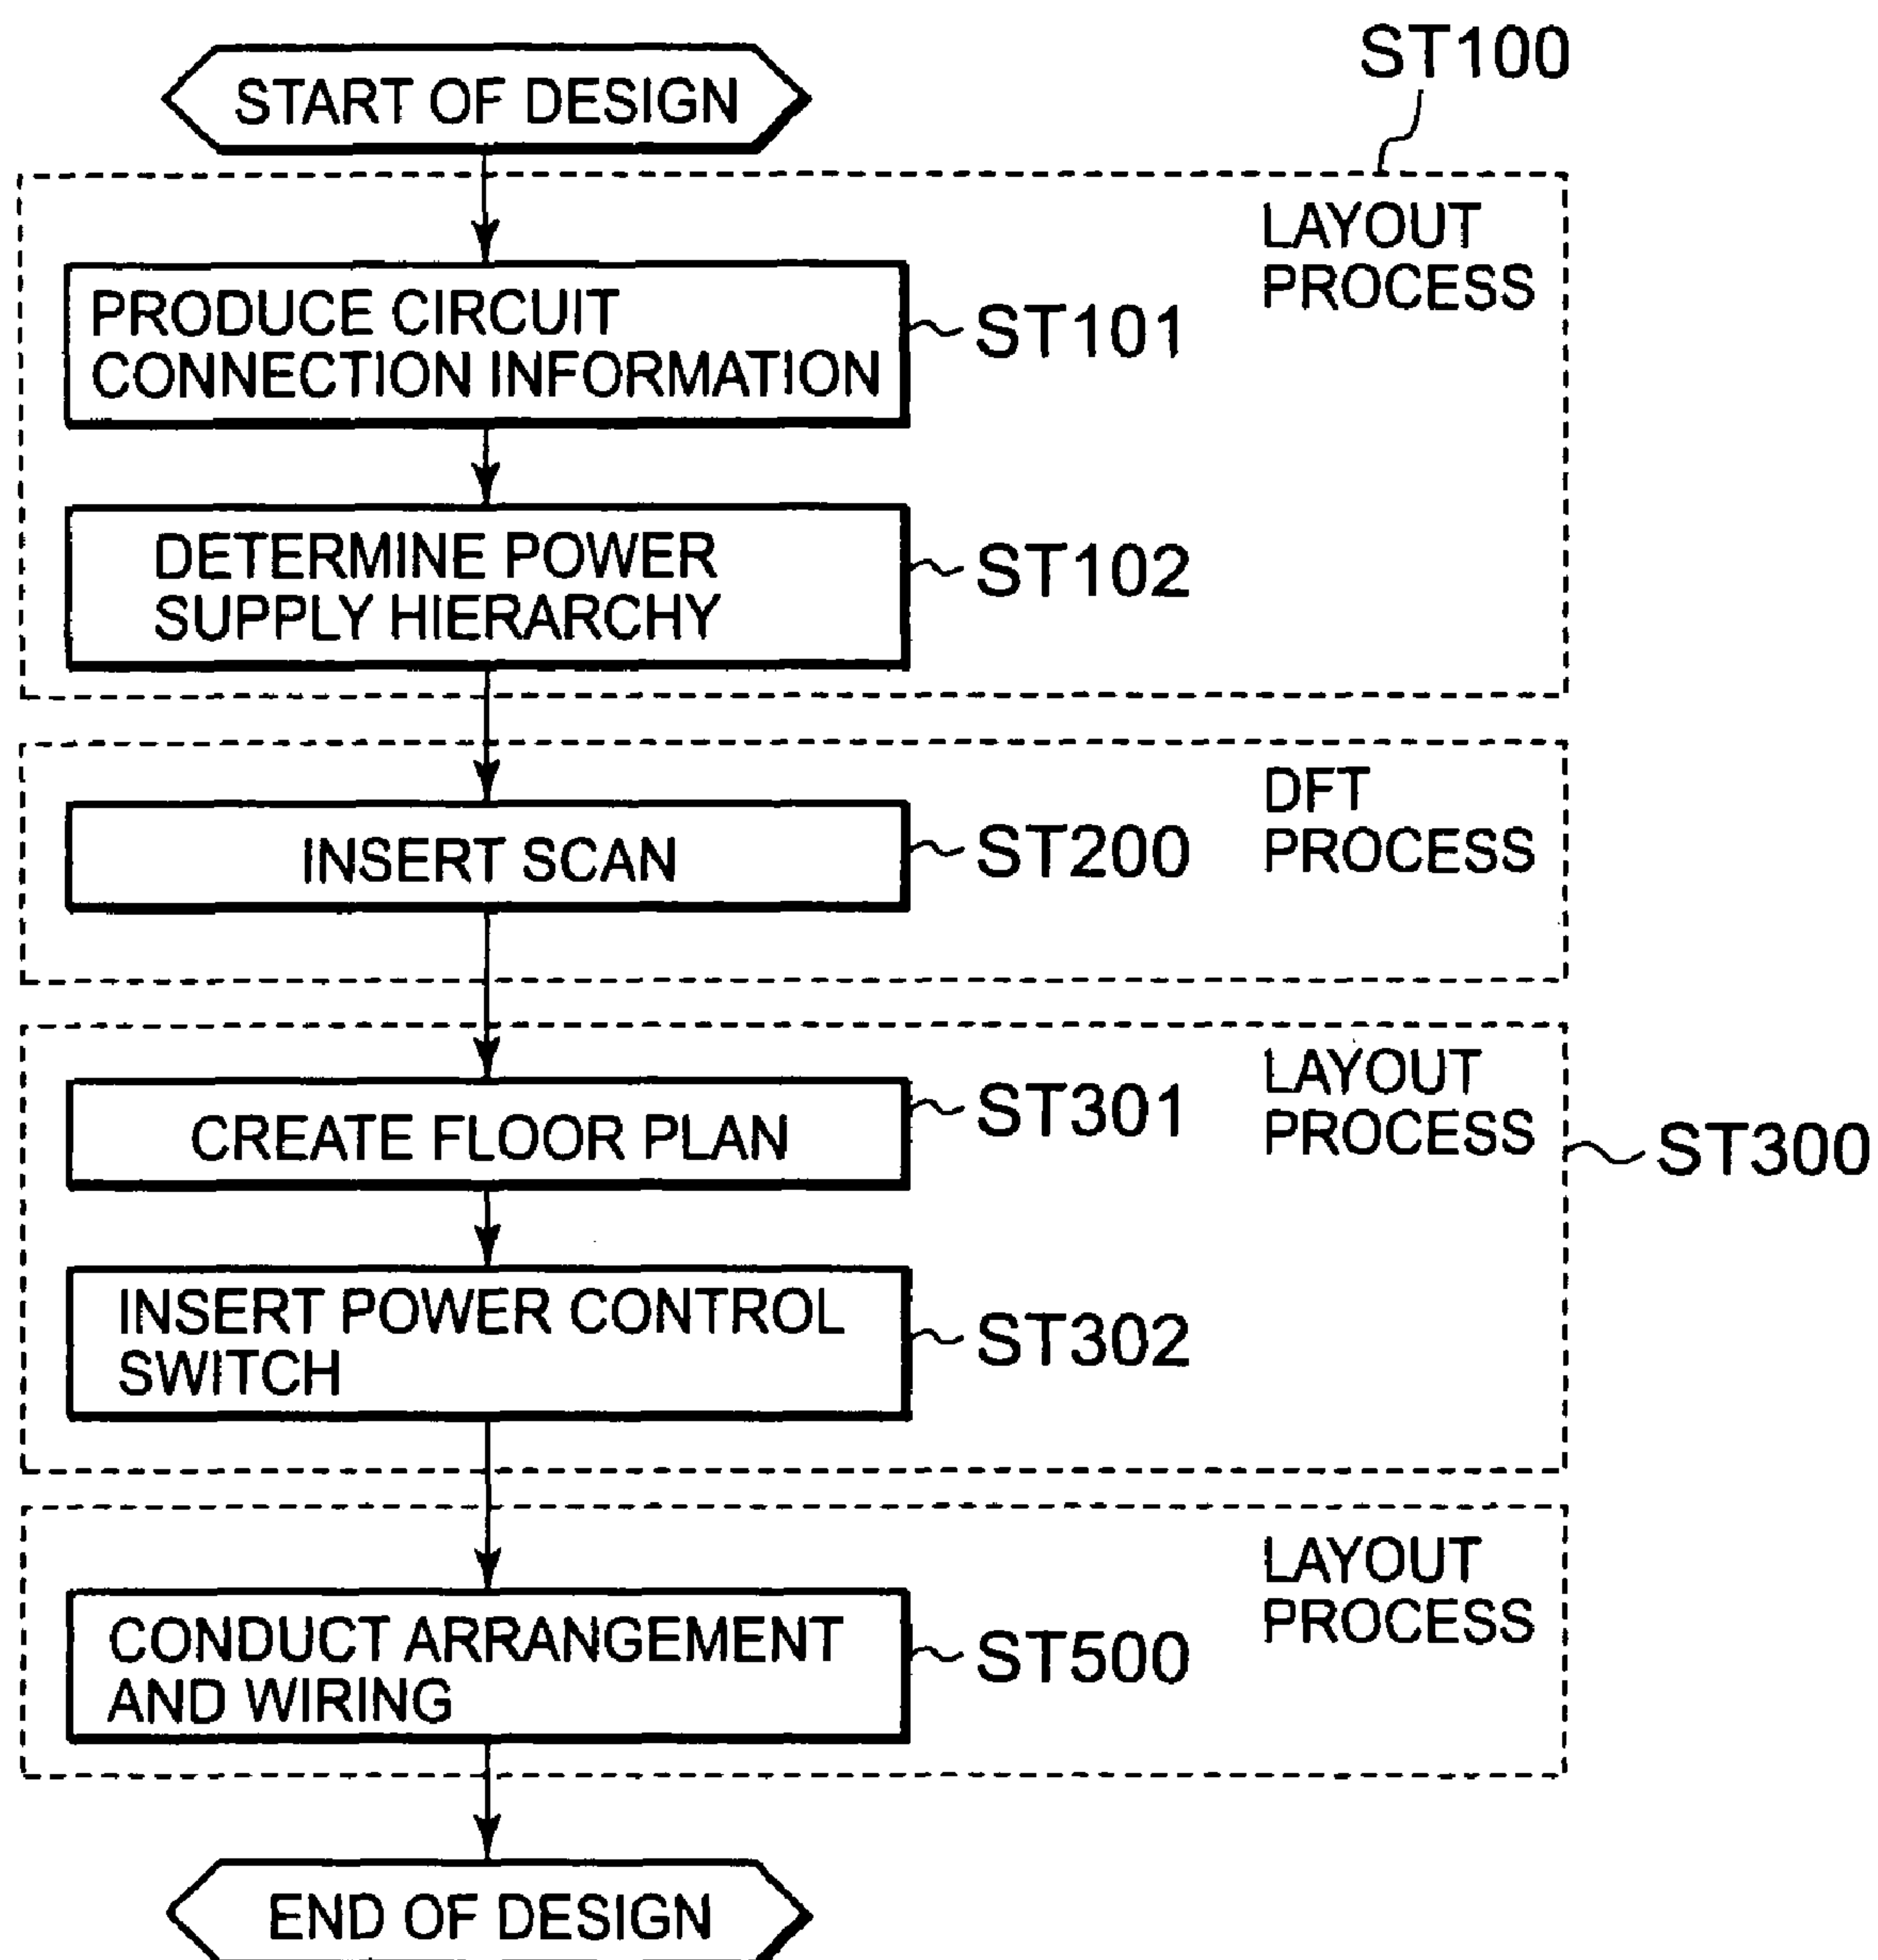 ST100
START OF DESIGN
LAYOUT
PROCESS
PRODUCE CIRCUIT
CONNECTION INFORMATION
ST101
DETERMINE POWER
SUPPLY HIERARCHY
ST102
DFT
PROCESS
INSERT SCAN
ST200
LAYOUT
PROCESS
ST300
CREATE FLOOR PLAN
ST301
INSERT POWER CONTROL
SWITCH
ST302
LAYOUT
PROCESS
CONDUCT ARRANGEMENT
AND WIRING
ST500
END OF DESIGN